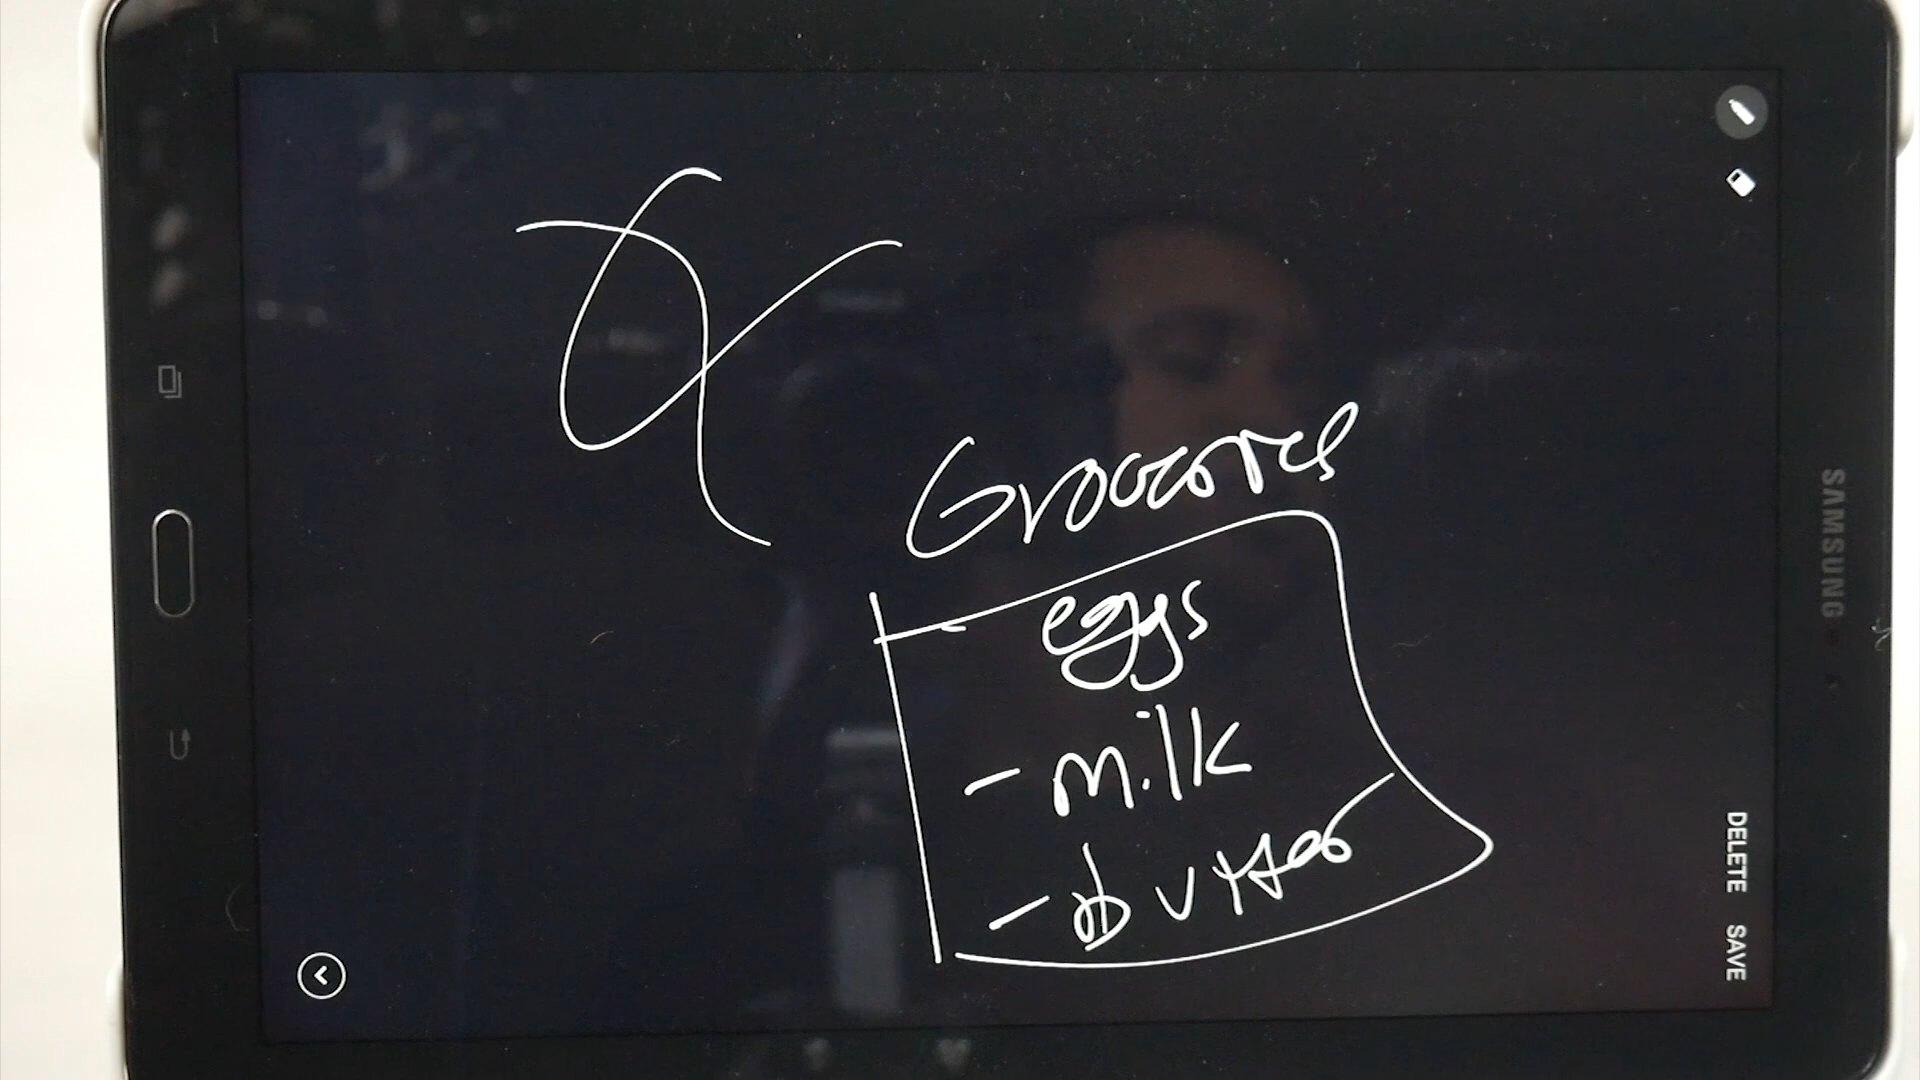 Groceries
- eggs
- milk
- butter
DELETE SAVE
SAMSUNG